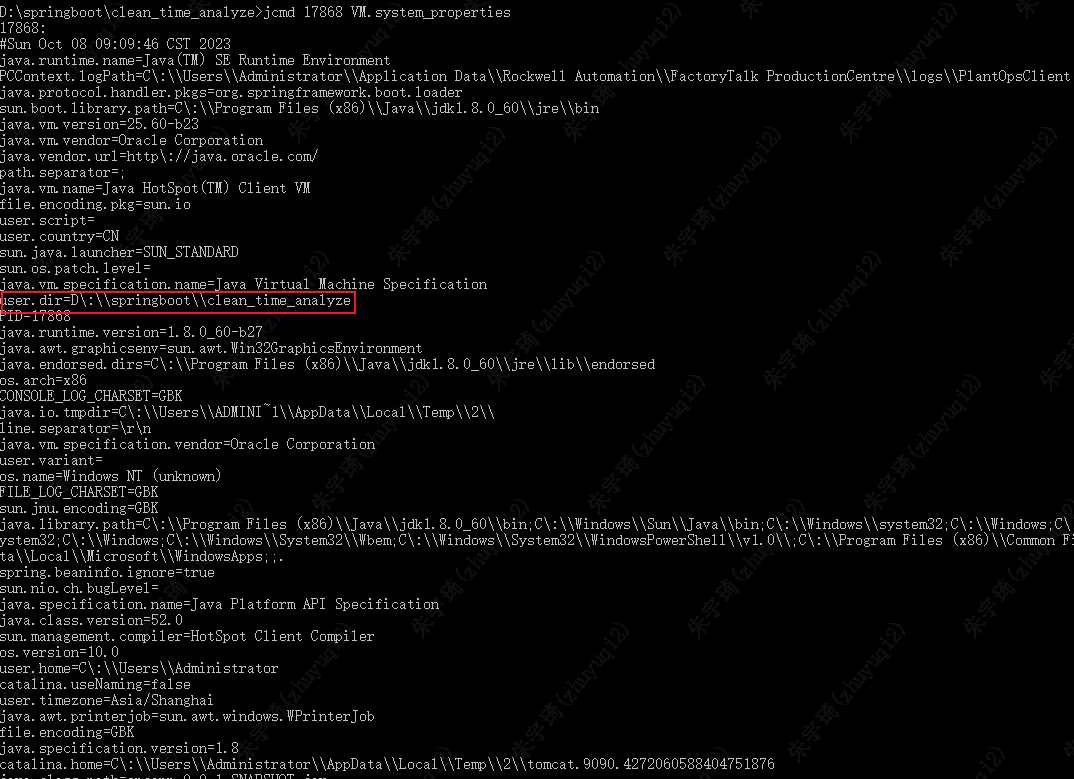 D:\springboot\clean_time_analyze>jcmd 17868 VM.system_properties
17868:
#Sun Oct 08 09:09:46 CST 2023
java.runtime.name=Java(TM) SE Runtime Environment
PCContext.logPath=C\:\\Users\\Administrator\\Application Data\\Rockwell Automation\\FactoryTalk ProductionCentre\\logs\\PlantOpsClient
java.protocol.handler.pkgs=org.springframework.boot.loader
sun.boot.library.path=C\:\\Program Files (x86)\\Java\\jdk1.8.0_60\\jre\\bin
java.vm.version=25.60-b23
java.vm.vendor=Oracle Corporation
java.vendor.url=http\://java.oracle.com/
path.separator=;
java.vm.name=Java HotSpot(TM) Client VM
file.encoding.pkg=sun.io
user.script=
user.country=CN
sun.java.launcher=SUN_STANDARD
sun.os.patch.level=
java.vm.specification.name=Java Virtual Machine Specification
user.dir=D\:\\springboot\\clean_time_analyze
PID=17868
java.runtime.version=1.8.0_60-b27
java.awt.graphicsenv=sun.awt.Win32GraphicsEnvironment
java.endorsed.dirs=C\:\\Program Files (x86)\\Java\\jdk1.8.0_60\\jre\\lib\\endorsed
os.arch=x86
CONSOLE_LOG_CHARSET=GBK
java.io.tmpdir=C\:\\Users\\ADMINI~1\\AppData\\Local\\Temp\\2\\
line.separator=\r\n
java.vm.specification.vendor=Oracle Corporation
user.variant=
os.name=Windows NT (unknown)
FILE_LOG_CHARSET=GBK
sun.jnu.encoding=GBK
java.library.path=C\:\\Program Files (x86)\\Java\\jdk1.8.0_60\\bin;C\:\\Windows\\Sun\\Java\\bin;C\:\\Windows\\system32;C\:\\Windows;C\
ystem32;C\:\\Windows;C\:\\Windows\\System32\\Wbem;C\:\\Windows\\System32\\WindowsPowerShell\\v1.0\\;C\:\\Program Files (x86)\\Common Fi
ta\\Local\\Microsoft\\WindowsApps;;.
spring.beaninfo.ignore=true
sun.nio.ch.bugLevel=
java.specification.name=Java Platform API Specification
java.class.version=52.0
sun.management.compiler=HotSpot Client Compiler
os.version=10.0
user.home=C\:\\Users\\Administrator
catalina.useNaming=false
user.timezone=Asia/Shanghai
java.awt.printerjob=sun.awt.windows.WPrinterJob
file.encoding=GBK
java.specification.version=1.8
catalina.home=C\:\\Users\\Administrator\\AppData\\Local\\Temp\\2\\tomcat.9090.4272060588404751876
朱宇琦(zhuyuqi2)